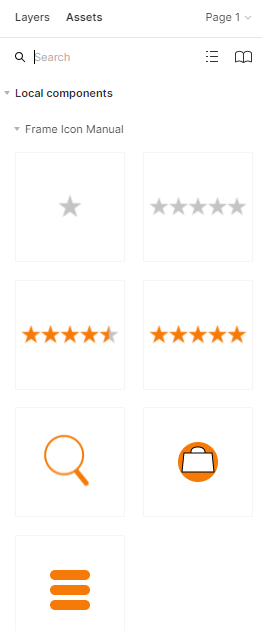 Layers Assets Page 1
Search
Local components
Frame Icon Manual